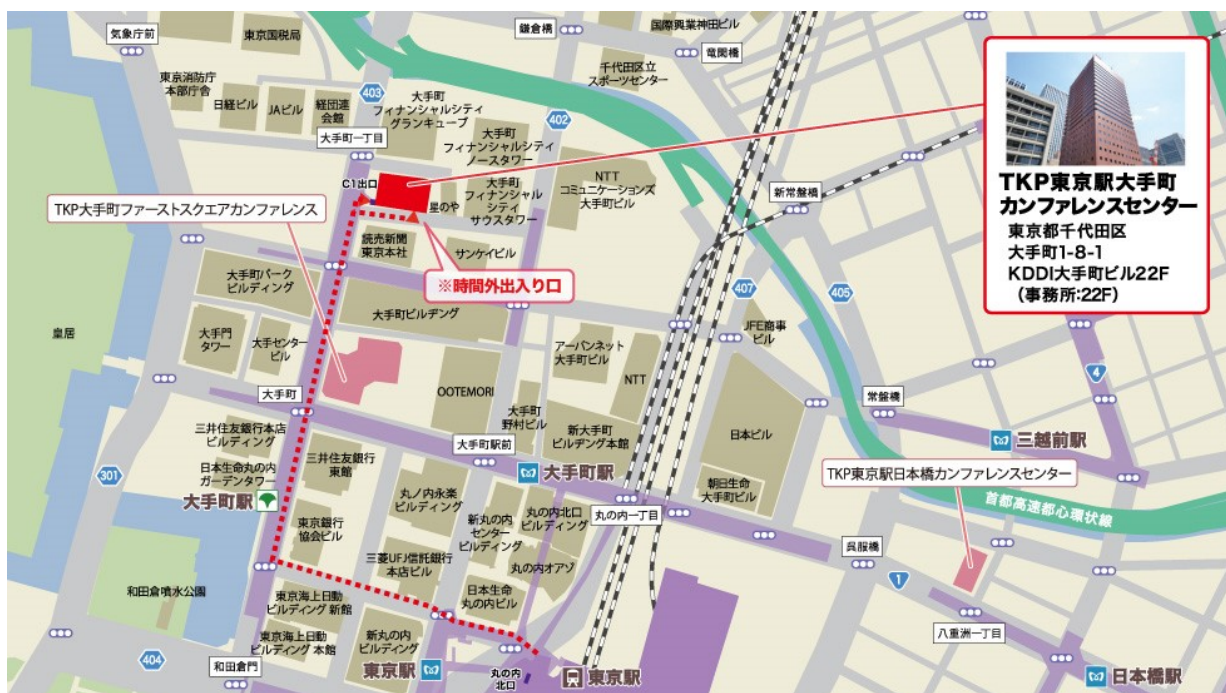 気象庁前
東京国税局
鎌倉橋
国際興業神田ビル
竜閑橋
東京消防庁
本部庁舎
日経ビル
JAビル
経団連
会館
403
大手町
フィナンシャルシティ
グランキューブ
千代田区立
スポーツセンター
402
大手町一丁目
大手町
フィナンシャルシティ
ノースタワー
C1出口
星のや
大手町
フィナンシャル
シティ
サウスタワー
NTT
コミュニケーションズ
大手町ビル
新常盤橋
TKP東京駅大手町
カンファレンスセンター
東京都千代田区
大手町1-8-1
KDDI大手町ビル22F
(事務所:22F)
TKP大手町ファーストスクエアカンファレンス
読売新聞
東京本社
サンケイビル
※時間外出入り口
大手町パーク
ビルディング
大手町ビルヂング
407
405
皇居
大手門
タワー
大手センター
ビル
アーバンネット
大手町ビル
JFE商事
ビル
NTT
4
大手町
OOTEMORI
大手町
野村ビル
新大手町
ビルヂング本館
日本ビル
常盤橋
三越前駅
三井住友銀行本店
ビルディング
三井住友銀行
東館
大手町駅前
大手町駅
朝日生命
大手町ビル
TKP東京駅日本橋カンファレンスセンター
301
日本生命丸の内
ガーデンタワー
大手町駅
丸ノ内永楽
ビルディング
丸の内北口
ビルディング
丸の内一丁目
首都高速都心環状線
東京銀行
協会ビル
新丸の内
センター
ビルディング
呉服橋
三菱UFJ信託銀行
本店ビル
丸の内オアゾ
1
和田倉噴水公園
東京海上日動
ビルディング 新館
日本生命
丸の内ビル
東京海上日動
ビルディング 本館
新丸の内
ビルディング
八重洲一丁目
404
和田倉門
東京駅
丸の内
北口
東京駅
日本橋駅